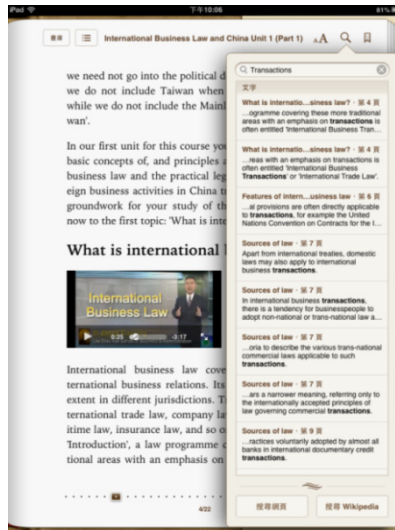 iPad 下午10:06 81%
書庫 International Business Law and China Unit 1 (Part 1) AA
we need not go into the political d
we do not include Taiwan when
while we do not include the Mainl
wan'.
In our first unit for this course you
basic concepts of, and principles a
business law and the practical leg
eign business activities in China t
groundwork for your study of th
now to the first topic: 'What is inte
What is international l
International
Business Law
0:35 -3:17
International business law cove
ternational business relations. Its
extent in different jurisdictions. T
ternational trade law, company la
itime law, insurance law, and so o
'Introduction', a law programme c
tional areas with an emphasis on
4/22
Transactions
文字
What is internatio...siness law? · 第 4 頁
...ogramme covering these more traditional
areas with an emphasis on transactions is
often entitled 'International Business Tran...
What is internatio...siness law? · 第 4 頁
...reas with an emphasis on transactions is
often entitled 'International Business
Transactions' or 'International Trade Law'.
Features of intern...usiness law · 第 6 頁
...al provisions are often directly applicable
to transactions, for example the United
Nations Convention on Contracts for the I...
Sources of law · 第 7 頁
Apart from international treaties, domestic
laws may also apply to international
business transactions.
Sources of law · 第 7 頁
In international business transactions,
there is a tendency for businesspeople to
adopt non-national or trans-national law a...
Sources of law · 第 7 頁
...oria to describe the various trans-national
commercial laws applicable to such
transactions.
Sources of law · 第 7 頁
...ars a narrower meaning, referring only to
the internationally accepted principles of
law governing commercial transactions.
Sources of law · 第 9 頁
...ractices voluntarily adopted by almost all
banks in international documentary credit
transactions.
搜尋網頁 搜尋 Wikipedia